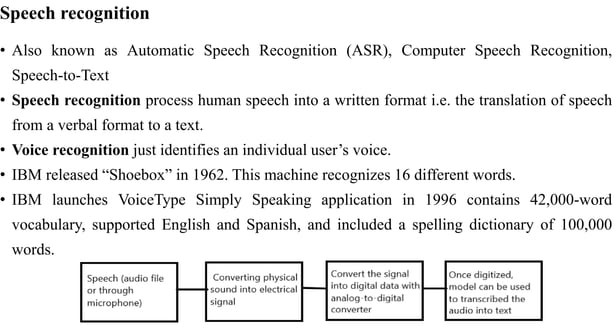 Speech recognition
• Also known as Automatic Speech Recognition (ASR), Computer Speech Recognition,
Speech-to-Text
• Speech recognition process human speech into a written format i.e. the translation of speech
from a verbal format to a text.
• Voice recognition just identifies an individual user’s voice.
• IBM released “Shoebox” in 1962. This machine recognizes 16 different words.
• IBM launches VoiceType Simply Speaking application in 1996 contains 42,000-word
vocabulary, supported English and Spanish, and included a spelling dictionary of 100,000
words.
Speech (audio file
or through
microphone)
Converting physical
sound into electrical
signal
Convert the signal
into digital data with
analog-to-digital
converter
Once digitized,
model can be used
to transcribed the
audio into text